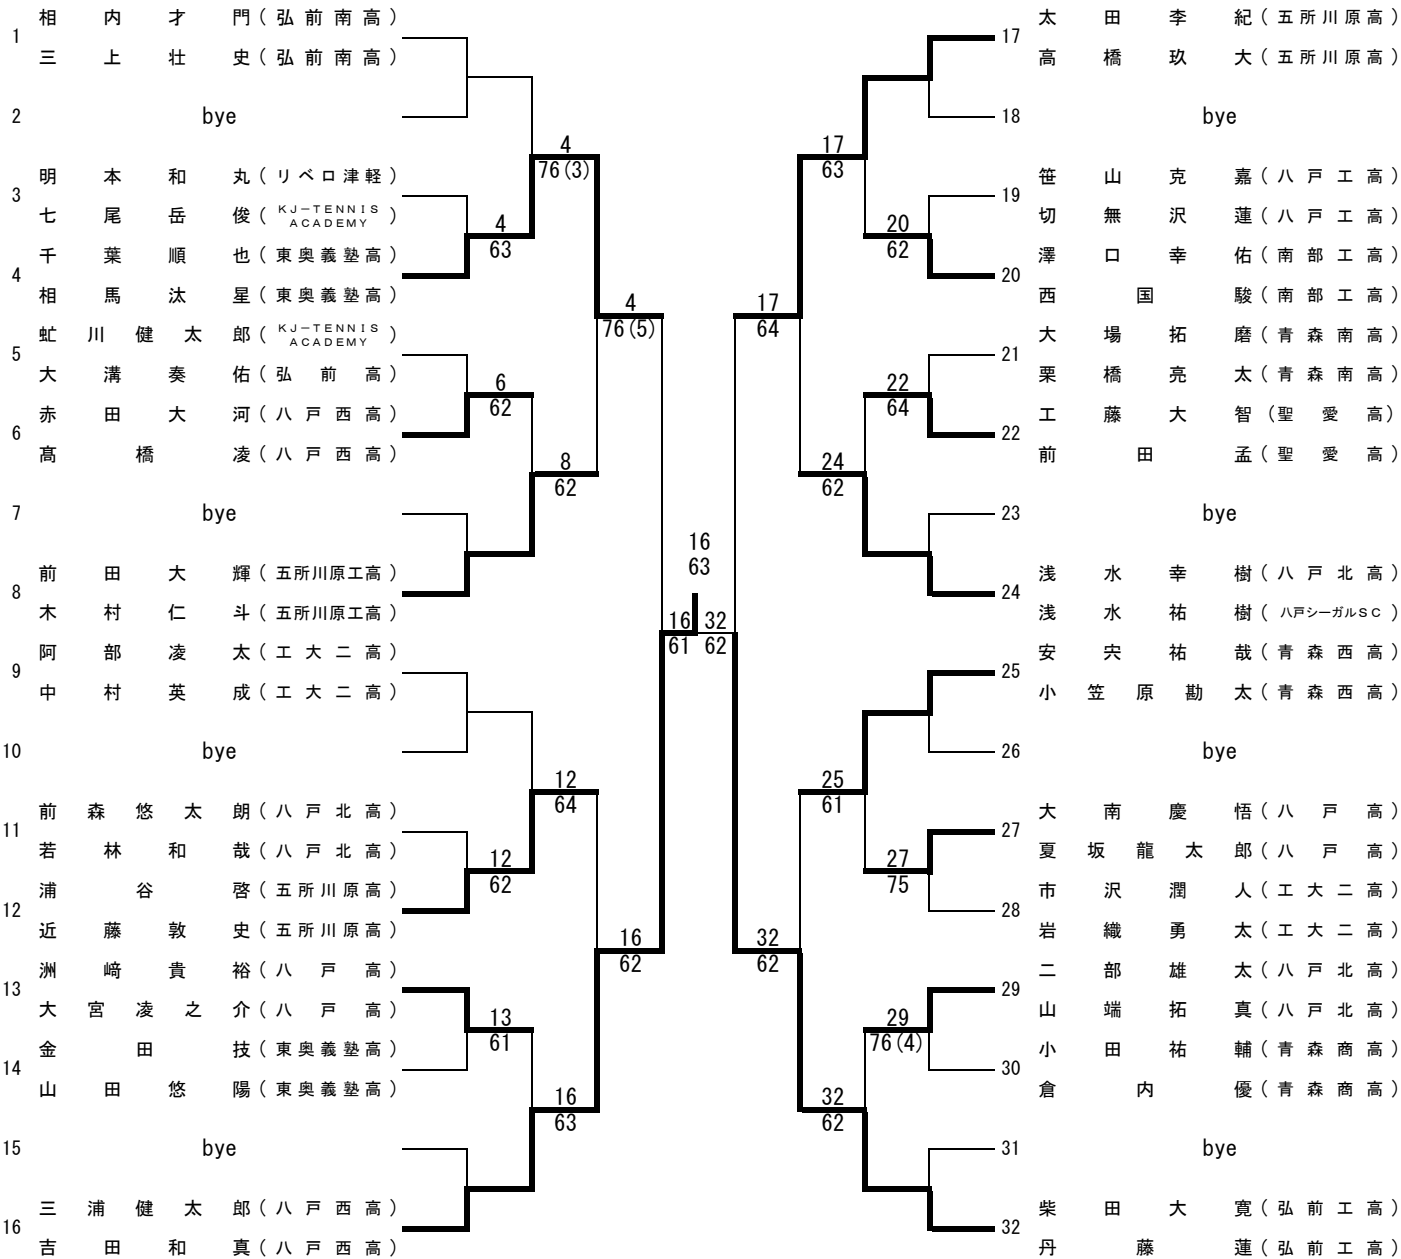 1 相内才門(弘前南高)
三上壮史(弘前南高)
2 bye
3 明本和丸(リベロ津軽)
七尾岳俊(KJ-TENNIS ACADEMY)
4 千葉順也(東奥義塾高)
相馬汰星(東奥義塾高)
5 虻川健太郎(KJ-TENNIS ACADEMY)
大溝奏佑(弘前高)
6 赤田大河(八戸西高)
髙橋凌(八戸西高)
7 bye
8 前田大輝(五所川原工高)
木村仁斗(五所川原工高)
9 阿部凌太(工大二高)
中村英成(工大二高)
10 bye
11 前森悠太朗(八戸北高)
若林和哉(八戸北高)
12 浦谷啓(五所川原高)
近藤敦史(五所川原高)
13 洲﨑貴裕(八戸高)
大宮凌之介(八戸高)
14 金田技(東奥義塾高)
山田悠陽(東奥義塾高)
15 bye
16 三浦健太郎(八戸西高)
吉田和真(八戸西高)
4
63
6
62
12
62
13
61
4
76(3)
8
62
12
64
16
63
4
76(5)
16
62
16
61
16
63
32
62
17
64
32
62
17
63
24
62
25
61
32
62
20
62
22
64
27
75
29
76(4)
17 太田李紀(五所川原高)
高橋玖大(五所川原高)
18 bye
19 笹山克嘉(八戸工高)
切無沢蓮(八戸工高)
20 澤口幸佑(南部工高)
西国駿(南部工高)
21 大場拓磨(青森南高)
栗橋亮太(青森南高)
22 工藤大智(聖愛高)
前田孟(聖愛高)
23 bye
24 浅水幸樹(八戸北高)
浅水祐樹(八戸シーガルSC)
25 安宍祐哉(青森西高)
小笠原勘太(青森西高)
26 bye
27 大南慶悟(八戸高)
夏坂龍太郎(八戸高)
28 市沢潤人(工大二高)
岩織勇太(工大二高)
29 二部雄太(八戸北高)
山端拓真(八戸北高)
30 小田祐輔(青森商高)
倉内優(青森商高)
31 bye
32 柴田大寛(弘前工高)
丹藤蓮(弘前工高)